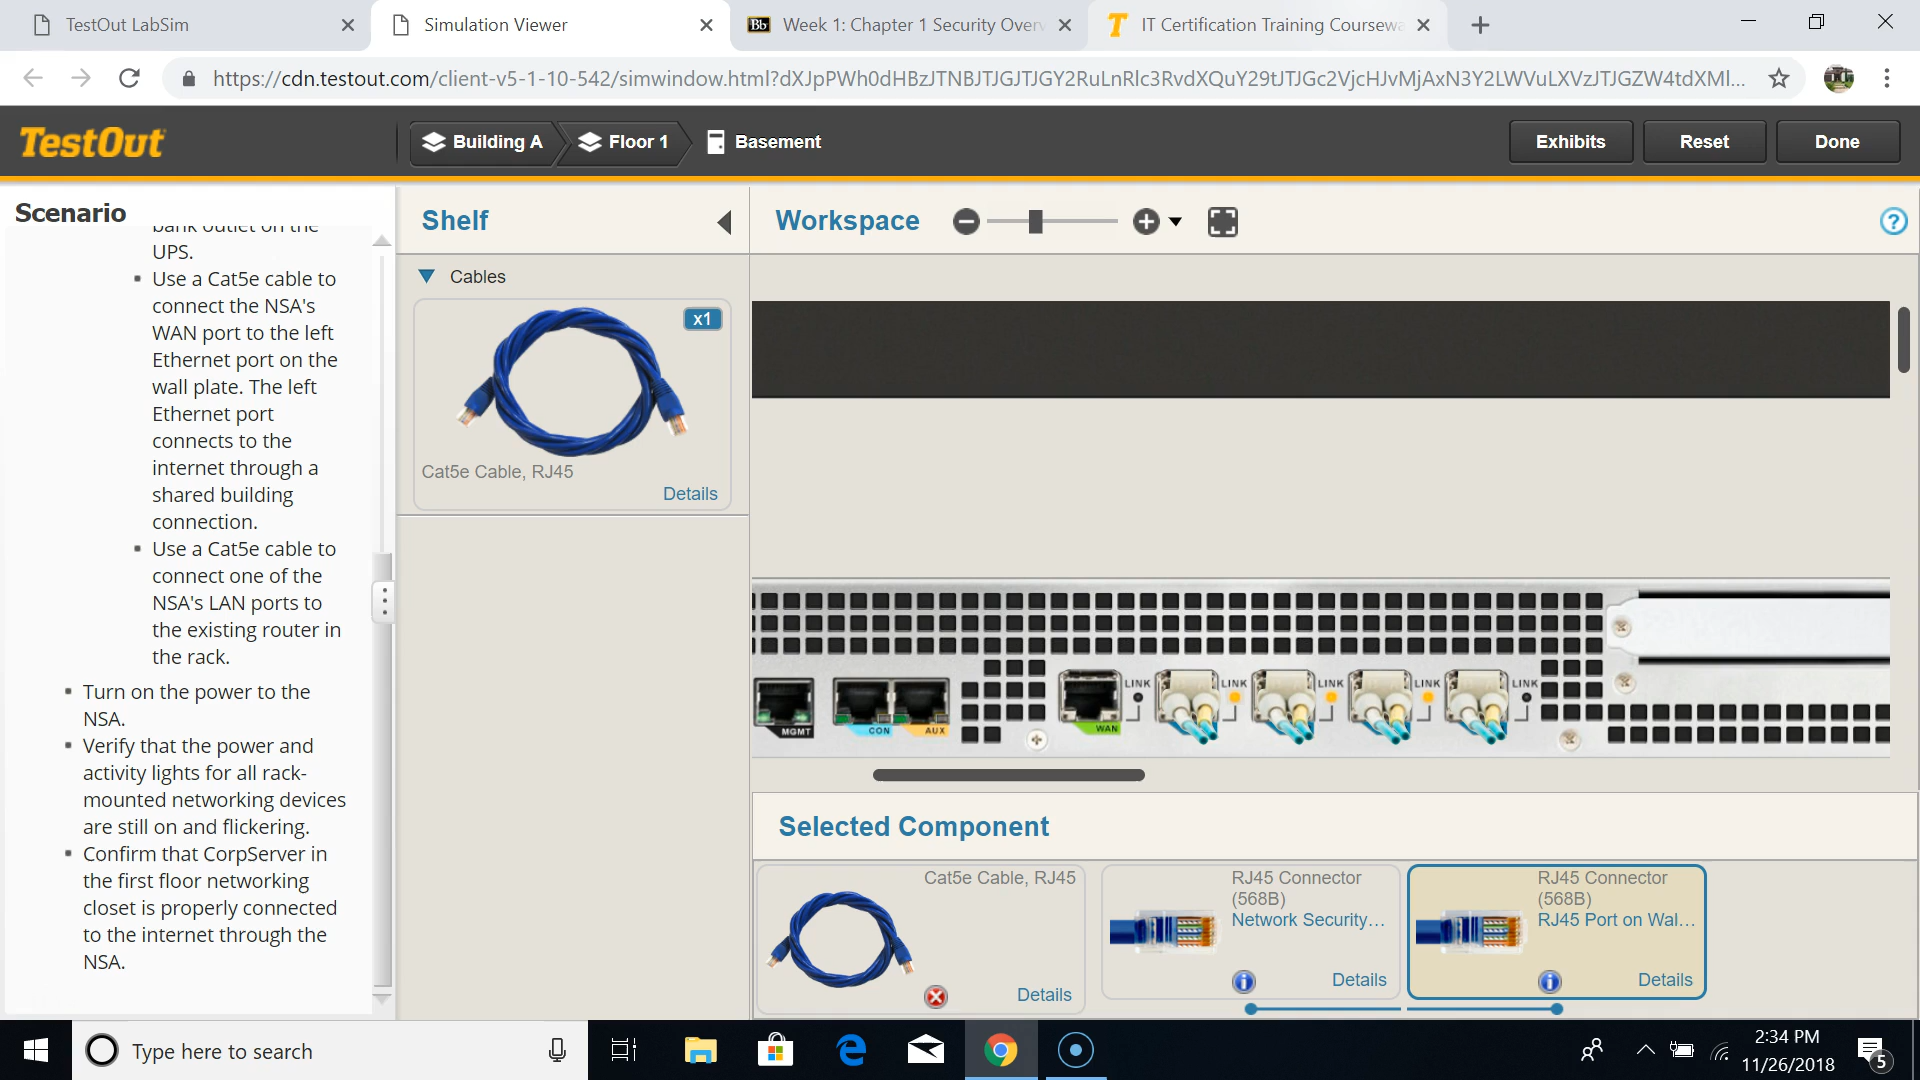 TestOut LabSim
Simulation Viewer
Bb
Week 1: Chapter 1 Security Overv
IT Certification Training Coursewa
https://cdn.testout.com/client-v5-1-10-542/simwindow.html?dXJpPWh0dHBzJTNBJTJGJTJGY2RuLnRlc3RvdXQuY29tJTJGc2VjcHJvMjAxN3Y2LWVuLXVzJTJGZW4tdXMl...
TestOut
Building A
Floor 1
Basement
Exhibits
Reset
Done
Scenario
bank outlet on the
UPS.
Use a Cat5e cable to
connect the NSA's
WAN port to the left
Ethernet port on the
wall plate. The left
Ethernet port
connects to the
internet through a
shared building
connection.
Use a Cat5e cable to
connect one of the
NSA's LAN ports to
the existing router in
the rack.
Turn on the power to the
NSA.
Verify that the power and
activity lights for all rack-
mounted networking devices
are still on and flickering.
Confirm that CorpServer in
the first floor networking
closet is properly connected
to the internet through the
NSA.
Shelf
Cables
x1
Cat5e Cable, RJ45
Details
Workspace
?
MGMT
CON
AUX
WAN
LINK
LINK
LINK
LINK
LINK
Selected Component
Cat5e Cable, RJ45
Details
RJ45 Connector
(568B)
Network Security...
Details
RJ45 Connector
(568B)
RJ45 Port on Wal...
Details
Type here to search
2:34 PM
11/26/2018
5